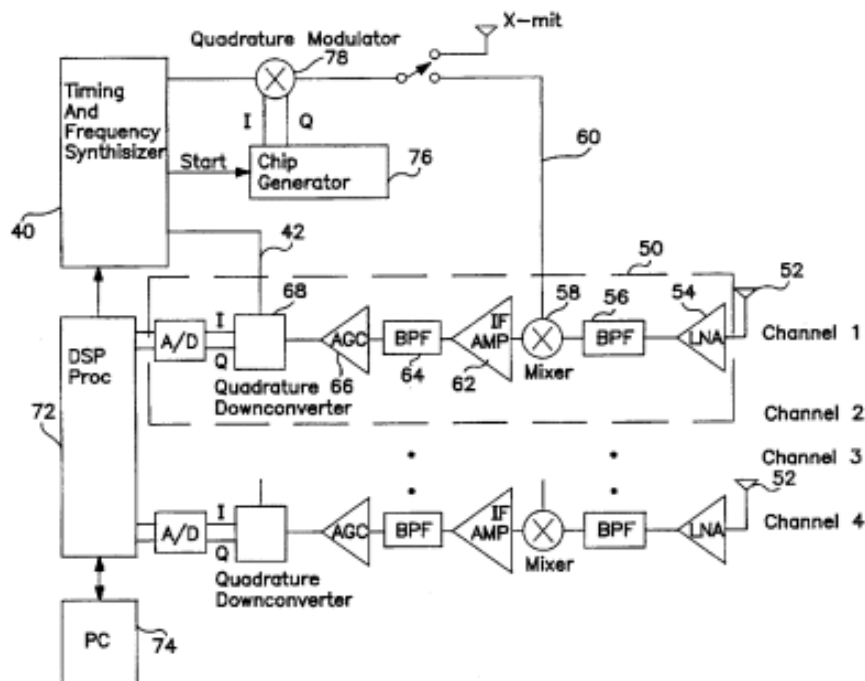 X-mit
Quadrature Modulator
78
Timing
And
Frequency
Synthisizer
I
Q
60
Start
Chip
Generator
76
40
42
50
52
68
58
56
54
DSP
Proc
A/D
I
Q
AGC
BPF
IF
AMP
BPF
LNA
Channel 1
66
64
62
Mixer
Quadrature
Downconverter
72
Channel 2
Channel 3
52
A/D
I
Q
AGC
BPF
IF
AMP
BPF
LNA
Channel 4
Mixer
Quadrature
Downconverter
PC
74